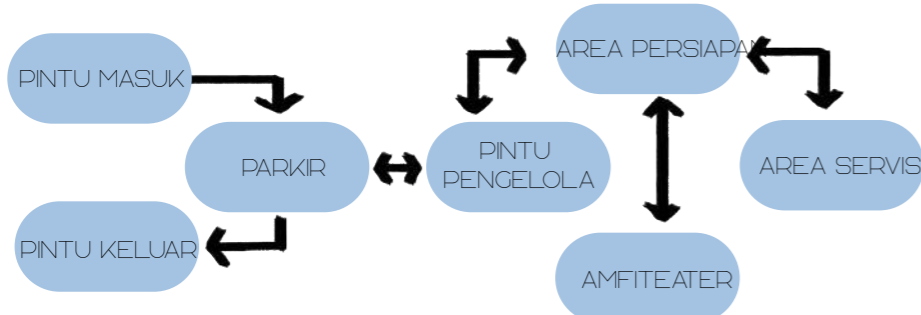 PINTU MASUK
PARKIR
PINTU KELUAR
PINTU
PENGELOLA
AREA PERSIAPAN
AREA SERVIS
AMFITEATER